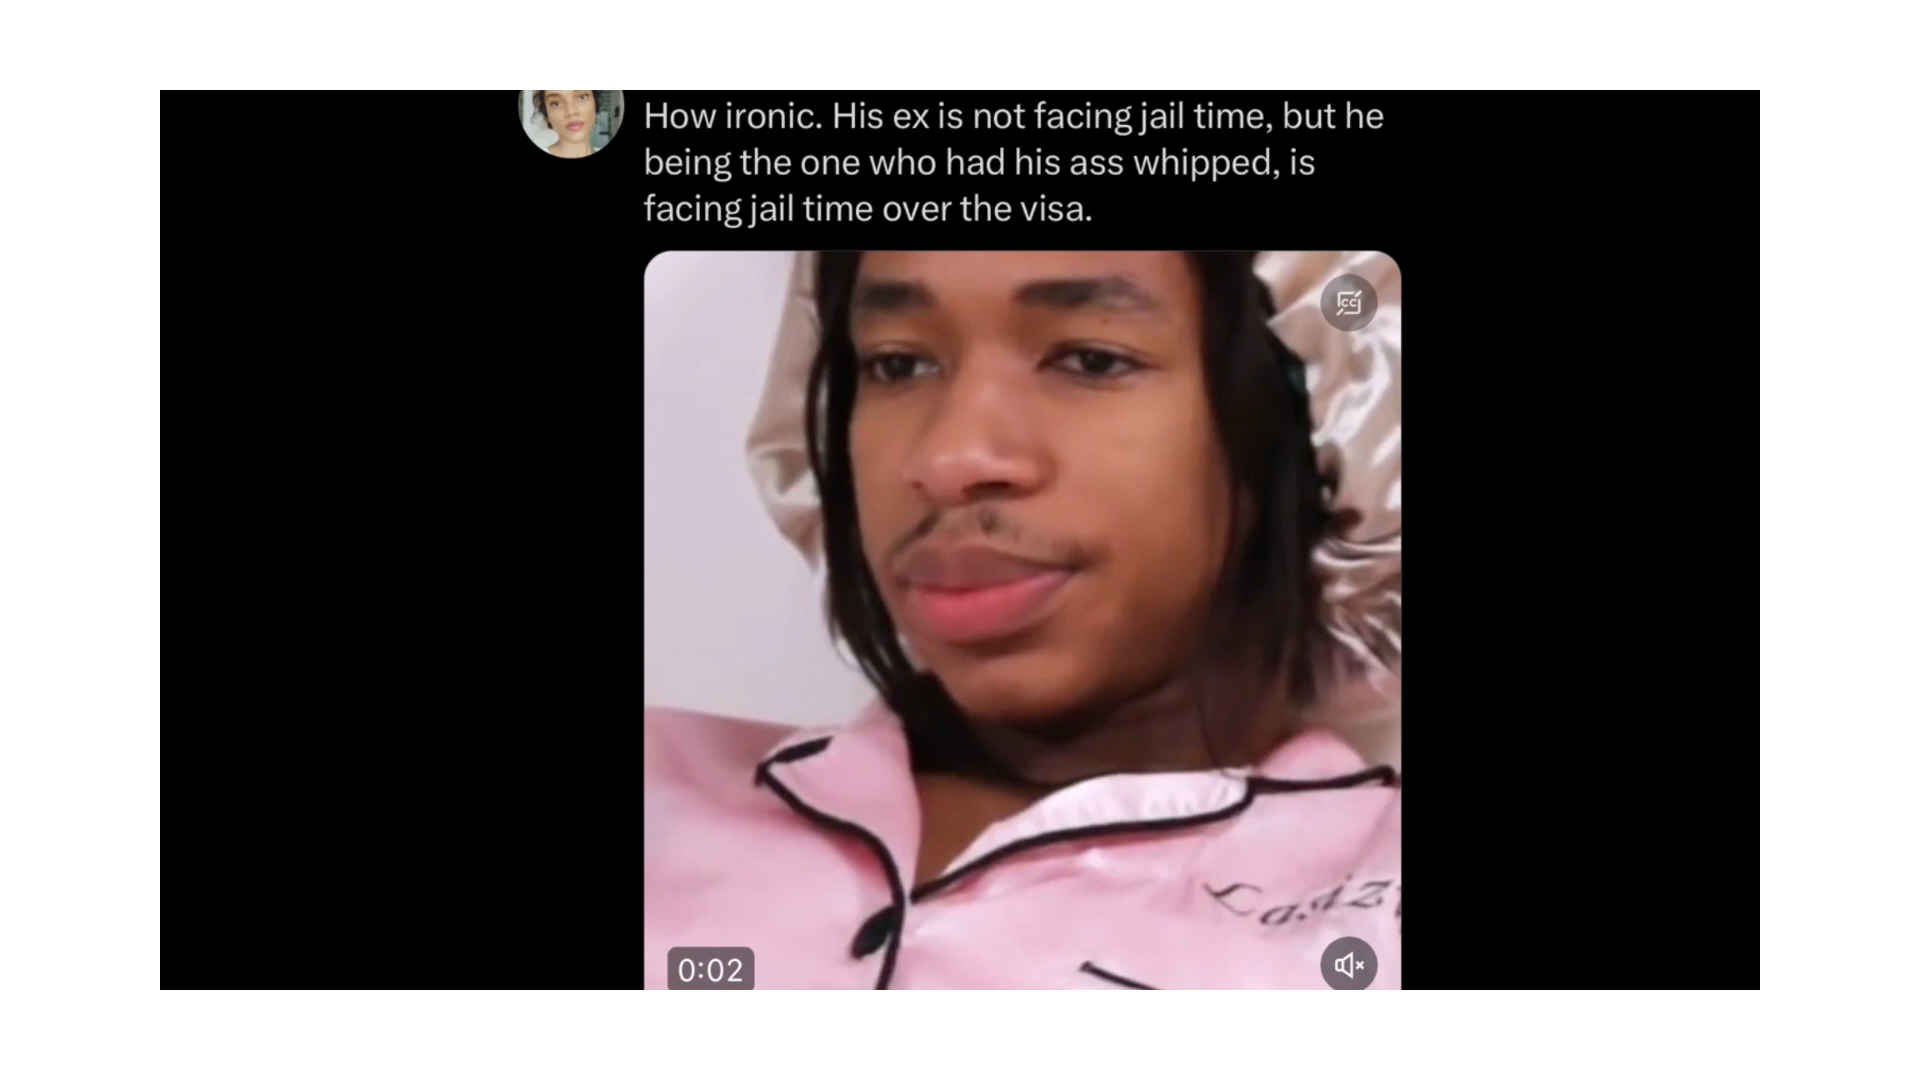 How ironic. His ex is not facing jail time, but he
being the one who had his ass whipped, is
facing jail time over the visa.
CC
0:02